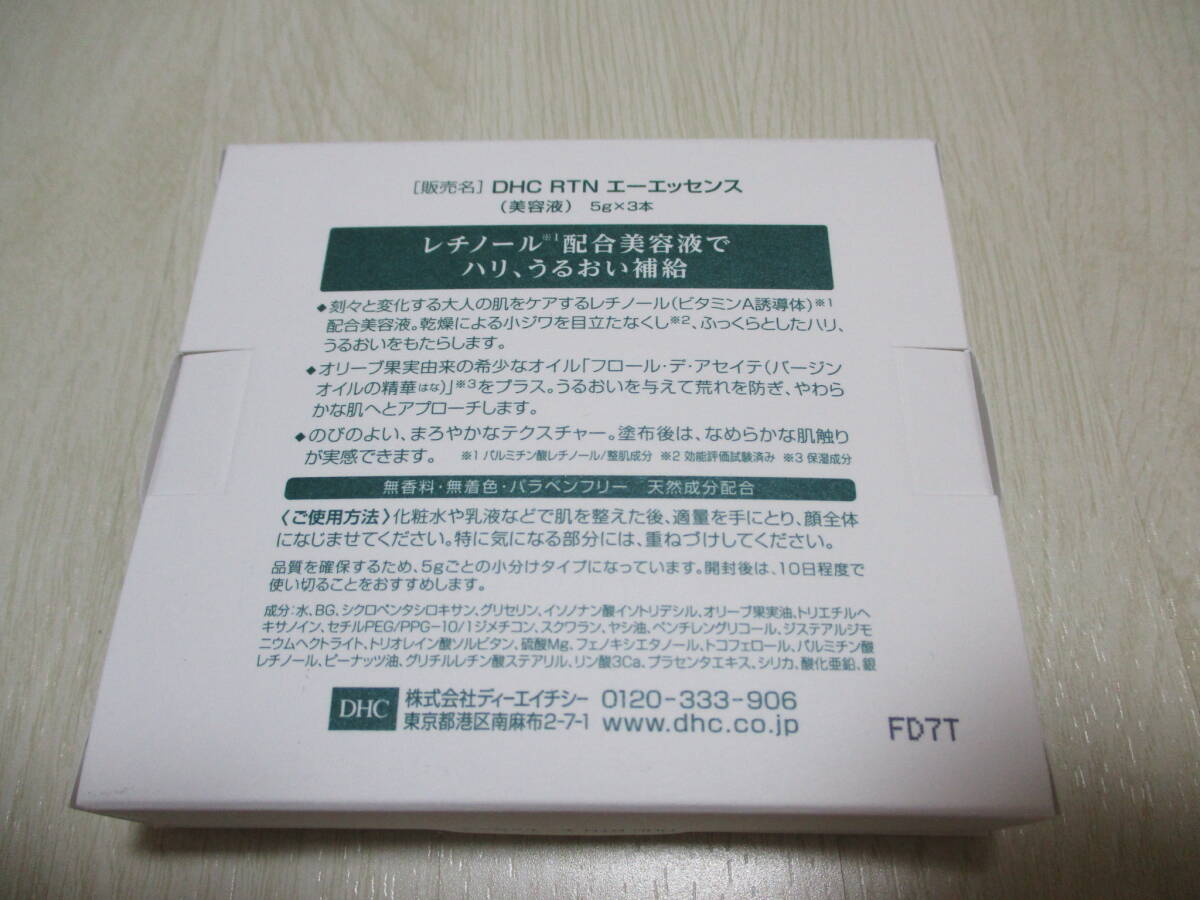 ［販売名］DHC RTN エーエッセンス
（美容液） 5g×3本
レチノール※1配合美容液で
ハリ、うるおい補給
◆刻々と変化する大人の肌をケアするレチノール（ビタミンA誘導体）※1
配合美容液。乾燥による小ジワを目立たなくし※2、ふっくらとしたハリ、
うるおいをもたらします。
◆オリーブ果実由来の希少なオイル「フロール・デ・アセイテ（バージン
オイルの精華はな）」※3をプラス。うるおいを与えて荒れを防ぎ、やわら
かな肌へとアプローチします。
◆のびのよい、まろやかなテクスチャー。塗布後は、なめらかな肌触り
が実感できます。 ※1 パルミチン酸レチノール/整肌成分 ※2 効能評価試験済み ※3 保湿成分
無香料・無着色・パラベンフリー 天然成分配合
〈ご使用方法〉化粧水や乳液などで肌を整えた後、適量を手にとり、顔全体
になじませてください。特に気になる部分には、重ねづけしてください。
品質を確保するため、5gごとの小分けタイプになっています。開封後は、10日程度で
使い切ることをおすすめします。
成分：水、BG、シクロペンタシロキサン、グリセリン、イソノナン酸イソトリデシル、オリーブ果実油、トリエチルヘ
キサノイン、セチルPEG/PPG-10/1ジメチコン、スクワラン、ヤシ油、ペンチレングリコール、ジステアルジモ
ニウムヘクトライト、トリオレイン酸ソルビタン、硫酸Mg、フェノキシエタノール、トコフェロール、パルミチン酸
レチノール、ピーナッツ油、グリチルレチン酸ステアリル、リン酸3Ca、プラセンタエキス、シリカ、酸化亜鉛、銀
DHC 株式会社ディーエイチシー 0120-333-906
東京都港区南麻布2-7-1 www.dhc.co.jp
FD7T